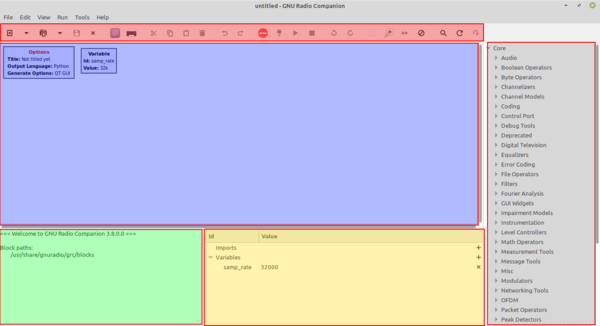 untitled - GNU Radio Companion
File Edit View Run Tools Help
Options
Title: Not titled yet
Output Language: Python
Generate Options: QT GUI
Variable
Id: samp_rate
Value: 32k
<<< Welcome to GNU Radio Companion 3.8.0.0 >>>
Block paths:
/usr/share/gnuradio/grc/blocks
Id Value
Imports
Variables
samp_rate 32000
Core
Audio
Boolean Operators
Byte Operators
Channelizers
Channel Models
Coding
Control Port
Debug Tools
Deprecated
Digital Television
Equalizers
Error Coding
File Operators
Filters
Fourier Analysis
GUI Widgets
Impairment Models
Instrumentation
Level Controllers
Math Operators
Measurement Tools
Message Tools
Misc
Modulators
Networking Tools
OFDM
Packet Operators
Peak Detectors